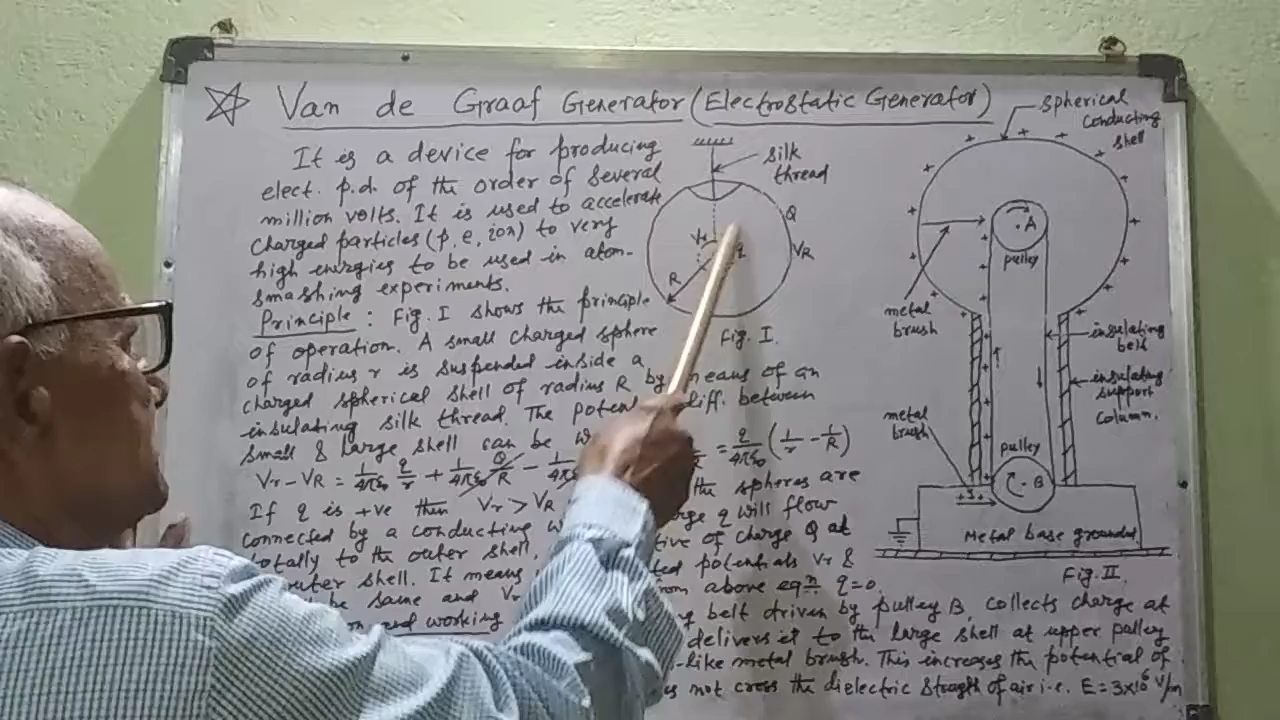 Van de Graaf Generator (Electrostatic Generator)
It is a device for producing
elect. p.d. of the order of several
million volts. It is used to accelerate
charged particles (p, e, ion) to very
high energies to be used in atom-
smashing experiments.
Principle: Fig. I shows the principle
of operation. A small charged sphere
of radius r is suspended inside a
charged spherical shell of radius R by means of an
insulating silk thread. The diff. between
small & large shell can be
Vr - VR = 1/4πε₀ q/r + 1/4πε₀ Q/R - = q/4πε₀ (1/r - 1/R)
If q is +ve then Vr > VR the spheres are
connected by a conducting q will flow
totally to the outer shell, of charge Q at
outer shell. It means potentials Vr &
be same and above eqn. q=0.
and working belt driven by pulley B, collects charge at
delivers it to the large shell at upper pulley
-like metal brush. This increases the potential of
not cross the dielectric strength of air i.e. E = 3×10⁶ V/m
silk
thread
Q
Vr
q
VR
R
Fig. I.
spherical
conducting
shell
A
pulley
metal
brush
insulating
belt
insulating
support
column.
metal
brush
pulley
B
Metal base grounded
Fig. II.